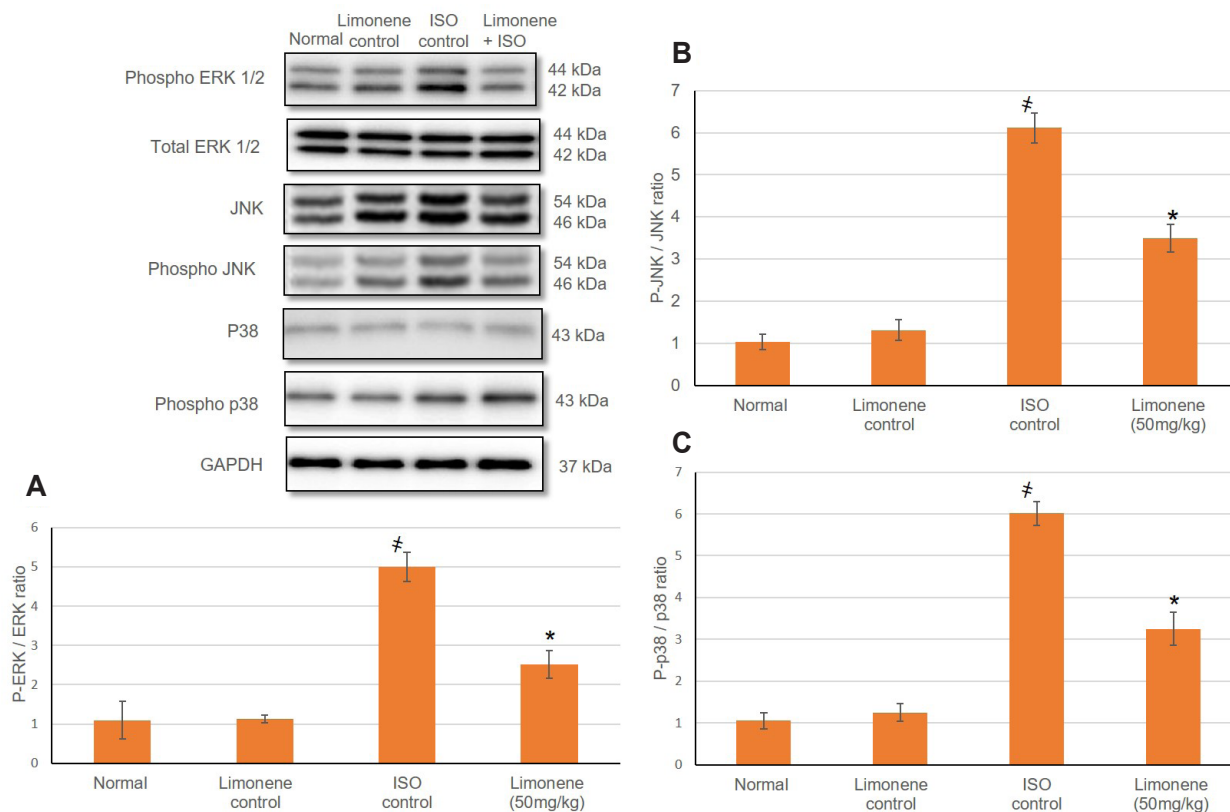 Normal
Limonene control
ISO control
Limonene + ISO
Phospho ERK 1/2
44 kDa
42 kDa
Total ERK 1/2
44 kDa
42 kDa
JNK
54 kDa
46 kDa
Phospho JNK
54 kDa
46 kDa
P38
43 kDa
Phospho p38
43 kDa
GAPDH
37 kDa
A
P-ERK / ERK ratio
6
5
4
3
2
1
0
‡
*
Normal
Limonene
control
ISO
control
Limonene
(50mg/kg)
B
P-JNK / JNK ratio
7
6
5
4
3
2
1
0
‡
*
Normal
Limonene
control
ISO
control
Limonene
(50mg/kg)
C
P-p38 / p38 ratio
7
6
5
4
3
2
1
0
‡
*
Normal
Limonene
control
ISO
control
Limonene
(50mg/kg)